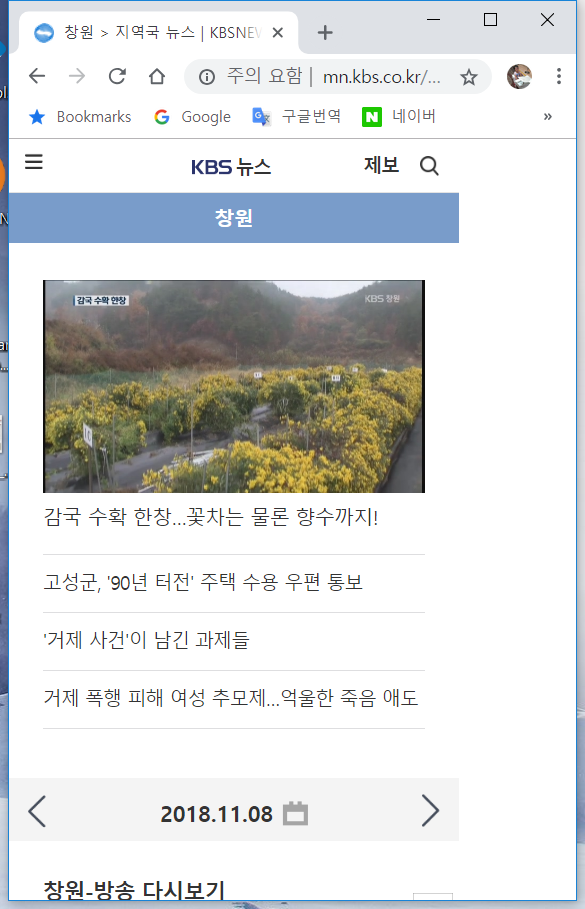 창원 > 지역국 뉴스 | KBSNEW
주의 요함 | mn.kbs.co.kr/...
Bookmarks Google 구글번역 네이버 »
KBS 뉴스 제보
창원
감국 수확 한창 KBS 창원
감국 수확 한창...꽃차는 물론 향수까지!
고성군, '90년 터전' 주택 수용 우편 통보
'거제 사건'이 남긴 과제들
거제 폭행 피해 여성 추모제...억울한 죽음 애도
2018.11.08
창원-방송 다시보기